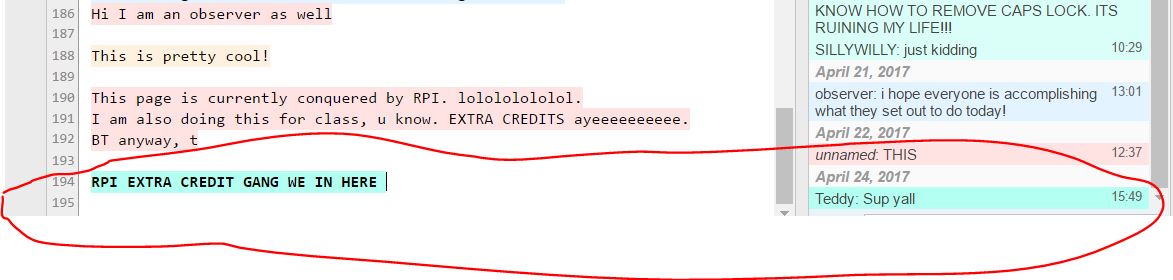 186 Hi I am an observer as well
187
188 This is pretty cool!
189
190 This page is currently conquered by RPI. lolololololol.
191 I am also doing this for class, u know. EXTRA CREDITS ayeeeeeeeeee.
192 BT anyway, t
193
194 RPI EXTRA CREDIT GANG WE IN HERE
195
KNOW HOW TO REMOVE CAPS LOCK. ITS
RUINING MY LIFE!!!
SILLYWILLY: just kidding 10:29
April 21, 2017
observer: i hope everyone is accomplishing 13:01
what they set out to do today!
April 22, 2017
unnamed: THIS 12:37
April 24, 2017
Teddy: Sup yall 15:49